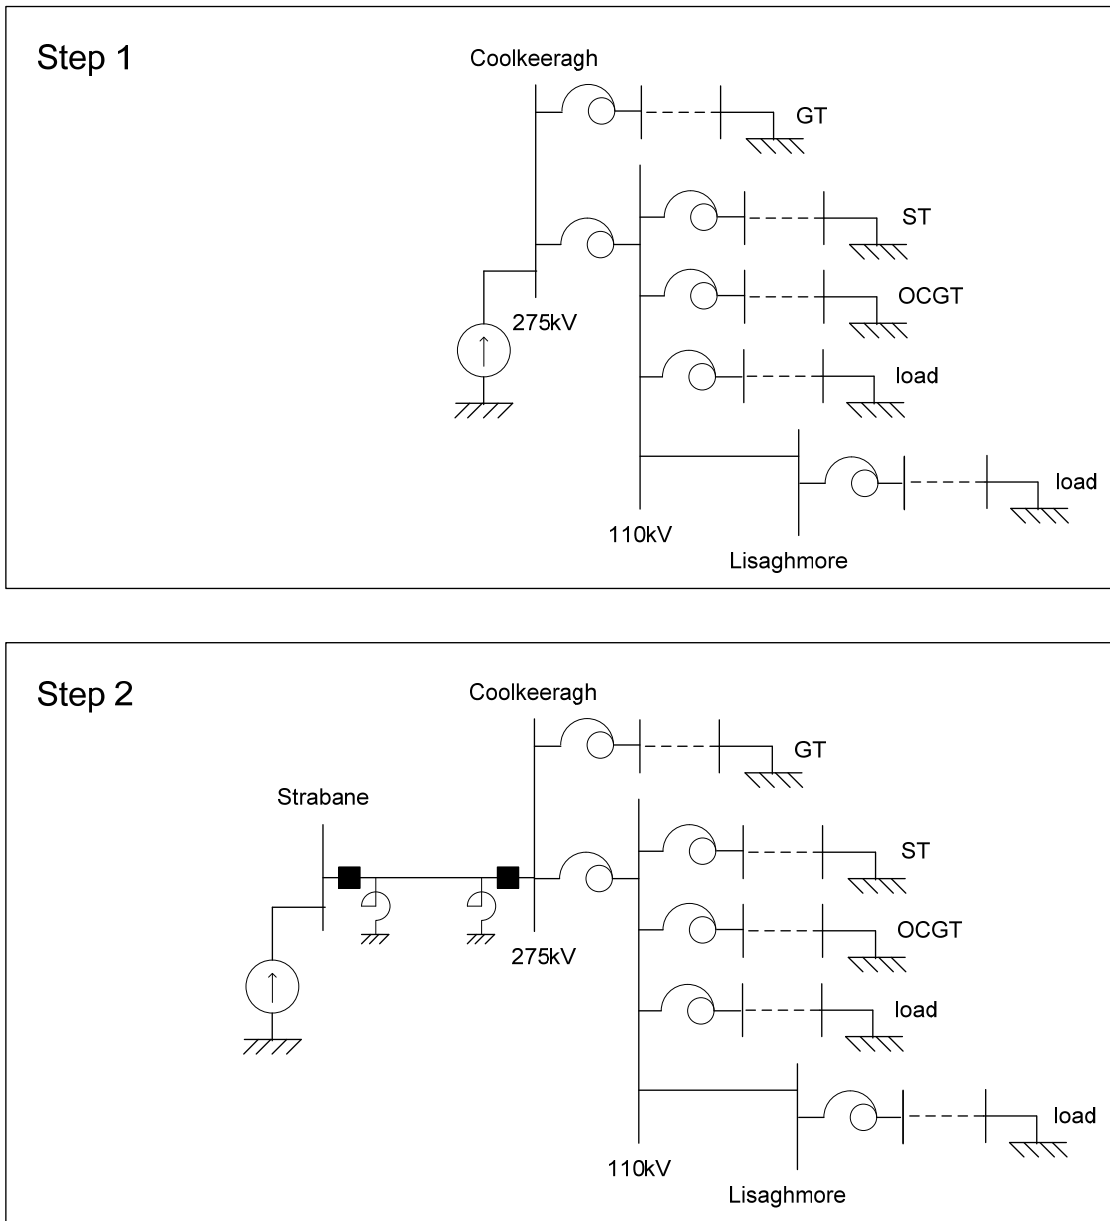 Step 1
Coolkeeragh
GT
ST
OCGT
275kV
load
load
110kV
Lisaghmore
Step 2
Coolkeeragh
GT
Strabane
ST
OCGT
275kV
load
load
110kV
Lisaghmore